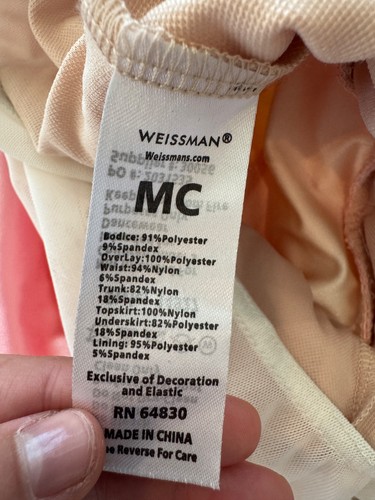 WEISSMAN®
Weissmans.com
MC
Bodice: 91%Polyester
9%Spandex
OverLay:100%Polyester
Waist:94%Nylon
6%Spandex
Trunk:82%Nylon
18%Spandex
Topskirt:100%Nylon
Underskirt:82%Polyester
18%Spandex
Lining: 95%Polyester
5%Spandex
Exclusive of Decoration
and Elastic
RN 64830
MADE IN CHINA
Reverse For Care